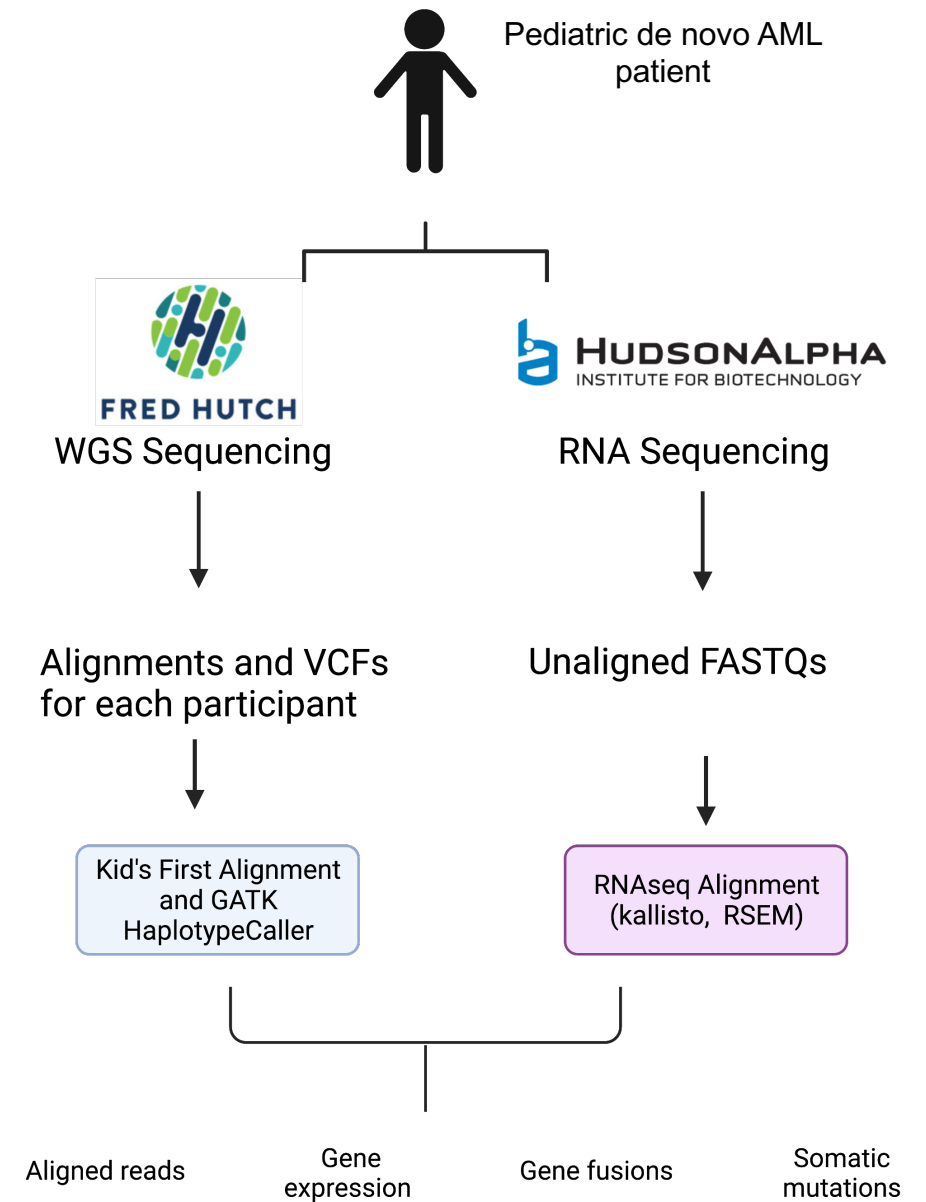 Pediatric de novo AML
patient
FRED HUTCH
HUDSONALPHA
INSTITUTE FOR BIOTECHNOLOGY
WGS Sequencing
RNA Sequencing
Alignments and VCFs
for each participant
Unaligned FASTQs
Kid's First Alignment
and GATK
HaplotypeCaller
RNAseq Alignment
(kallisto, RSEM)
Aligned reads
Gene
expression
Gene fusions
Somatic
mutations